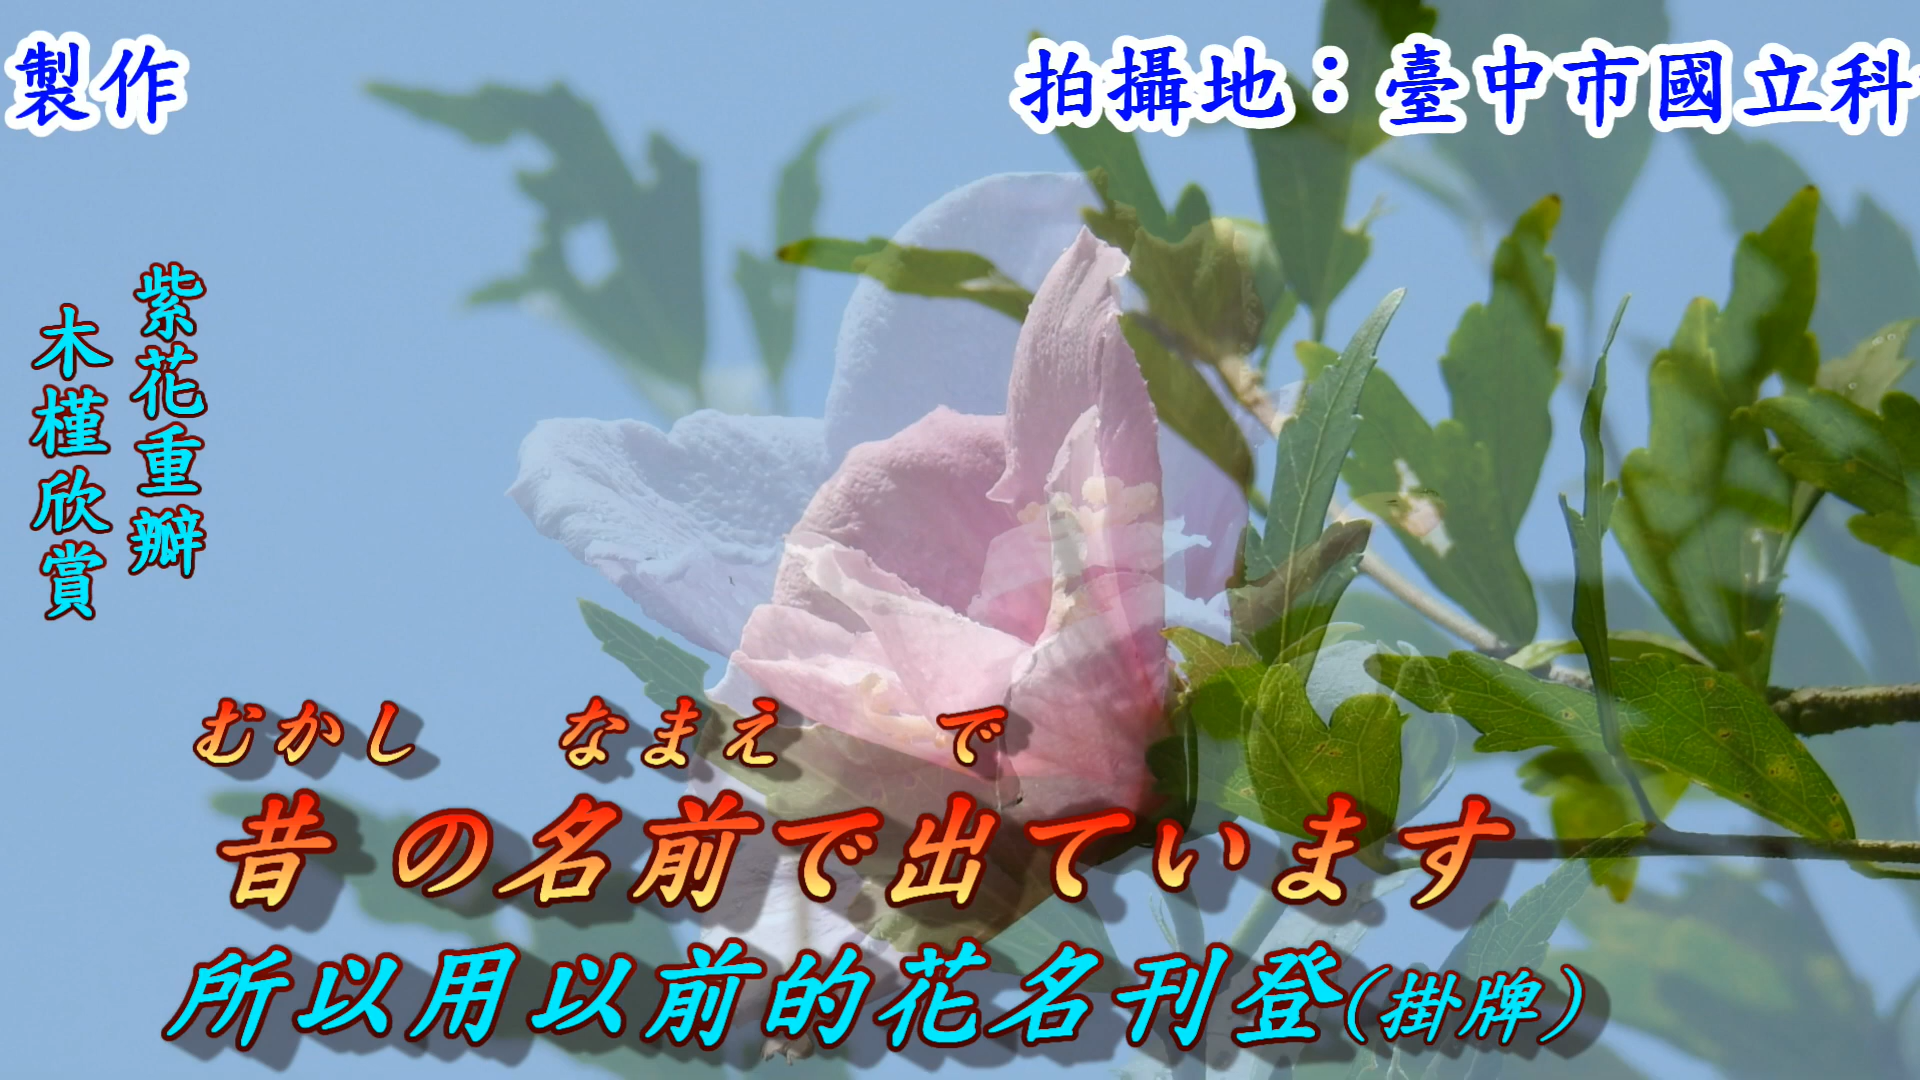 製作
拍攝地：臺中市國立科
紫花重瓣
木槿欣賞
むかし なまえ で
昔の名前で出ています
所以用以前的花名刊登(掛牌)